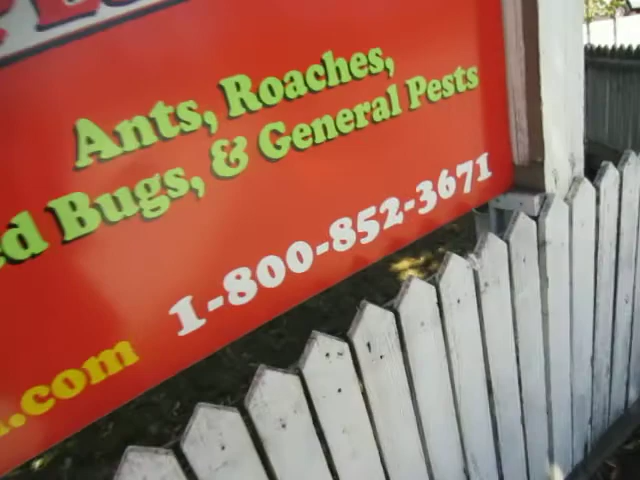 Ants, Roaches,
Bugs, & General Pests
1-800-852-3671
.com